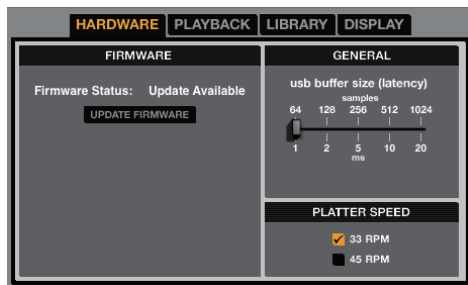 HARDWARE PLAYBACK LIBRARY DISPLAY
FIRMWARE
Firmware Status: Update Available
UPDATE FIRMWARE
GENERAL
usb buffer size (latency)
samples
64 128 256 512 1024
1 2 5 10 20
ms
PLATTER SPEED
33 RPM
45 RPM